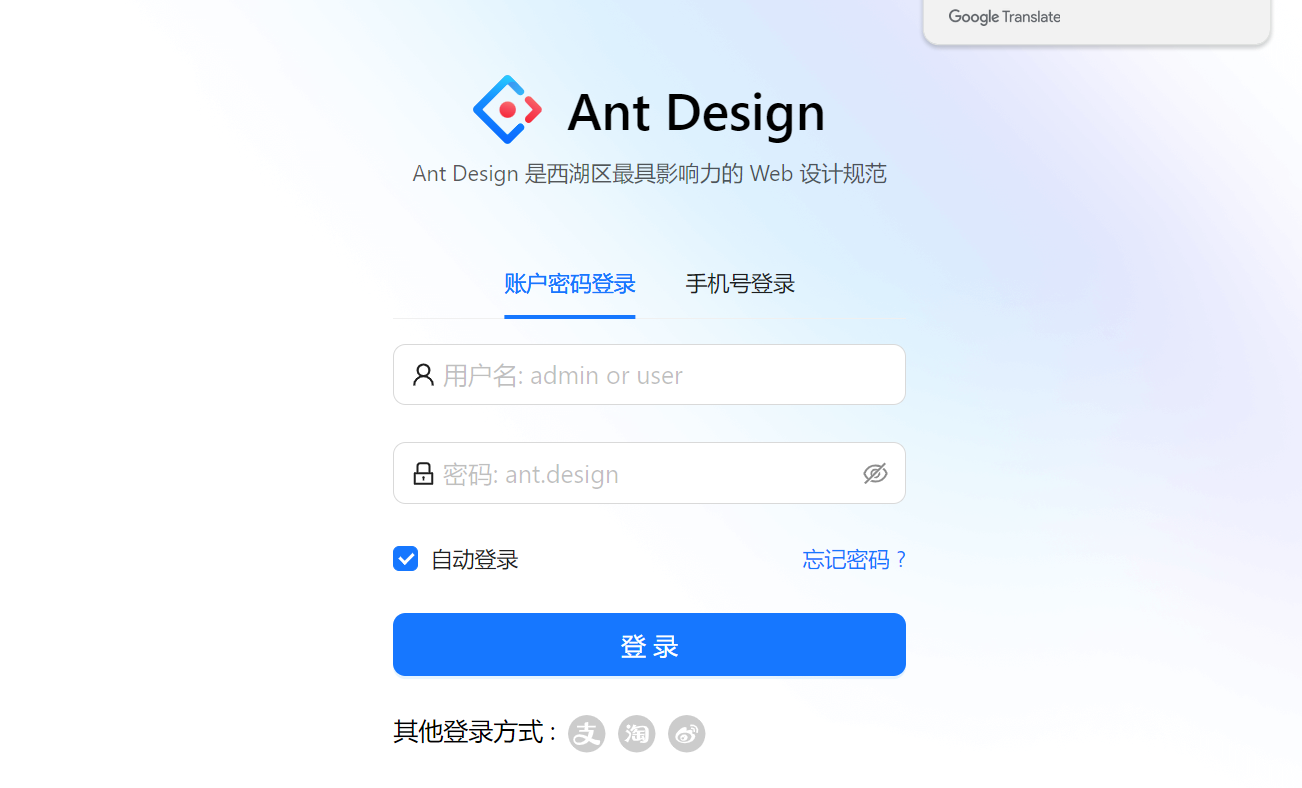 Google Translate
Ant Design
Ant Design 是西湖区最具影响力的 Web 设计规范
账户密码登录 手机号登录
用户名: admin or user
密码: ant.design
自动登录 忘记密码 ?
登 录
其他登录方式 : 支 淘